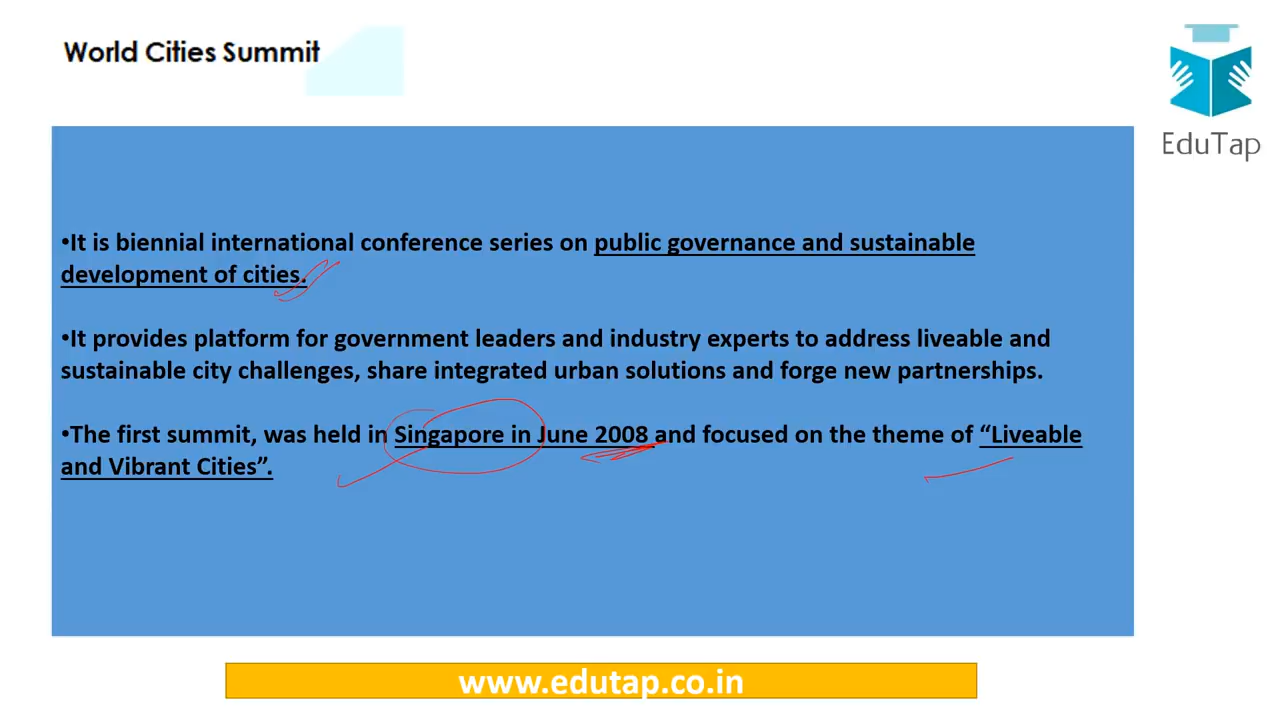 World Cities Summit
EduTap
•It is biennial international conference series on public governance and sustainable
development of cities.
•It provides platform for government leaders and industry experts to address liveable and
sustainable city challenges, share integrated urban solutions and forge new partnerships.
•The first summit, was held in Singapore in June 2008 and focused on the theme of “Liveable
and Vibrant Cities”.
www.edutap.co.in